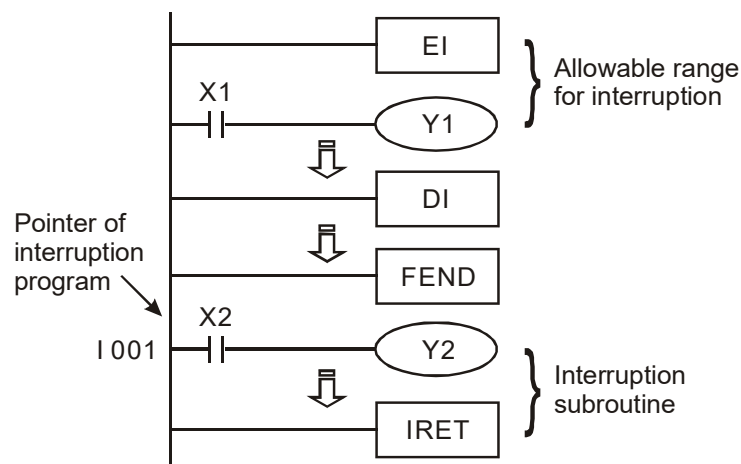 EI
Allowable range
for interruption
X1
Y1
DI
Pointer of
interruption
program
FEND
X2
I 001
Y2
Interruption
subroutine
IRET